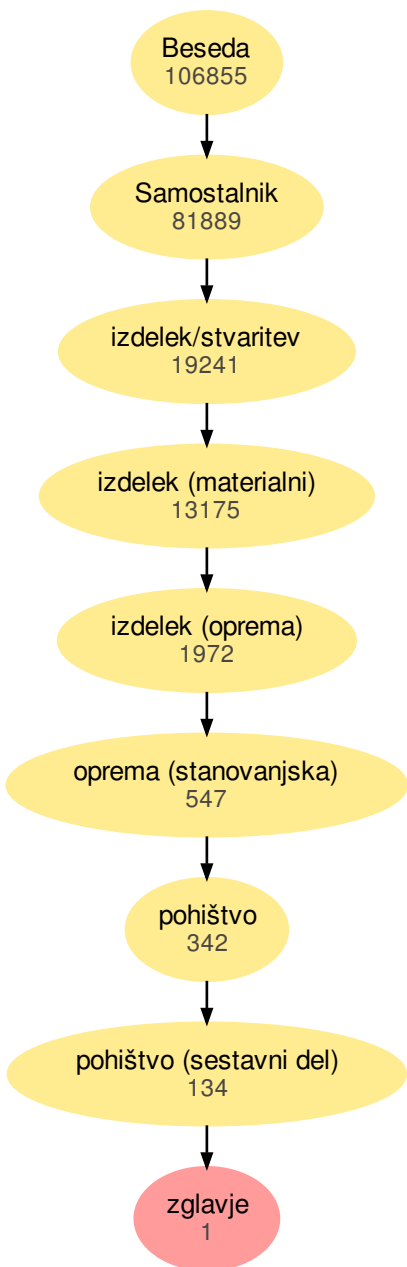 Beseda
106855
Samostalnik
81889
izdelek/stvaritev
19241
izdelek (materialni)
13175
izdelek (oprema)
1972
oprema (stanovanjska)
547
pohištvo
342
pohištvo (sestavni del)
134
zglavje
1